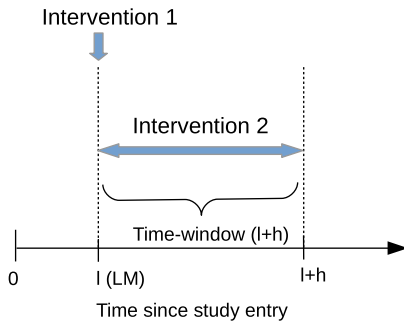 Intervention 1
Intervention 2
Time-window (l+h)
0
l (LM)
l+h
Time since study entry